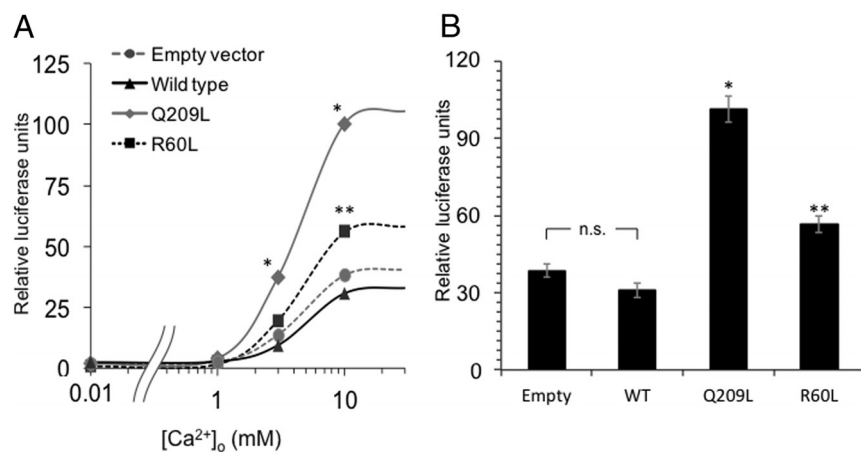 A
Empty vector
Wild type
Q209L
R60L
Relative luciferase units
125
100
75
50
25
0
*
*
**
0.01
1
10
[Ca²⁺]ₒ (mM)
B
Relative luciferase units
120
90
60
30
0
n.s.
*
**
Empty
WT
Q209L
R60L